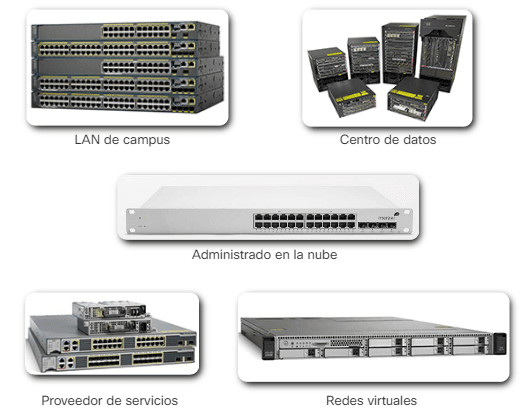 LAN de campus
Centro de datos
meraki
Administrado en la nube
Proveedor de servicios
Redes virtuales